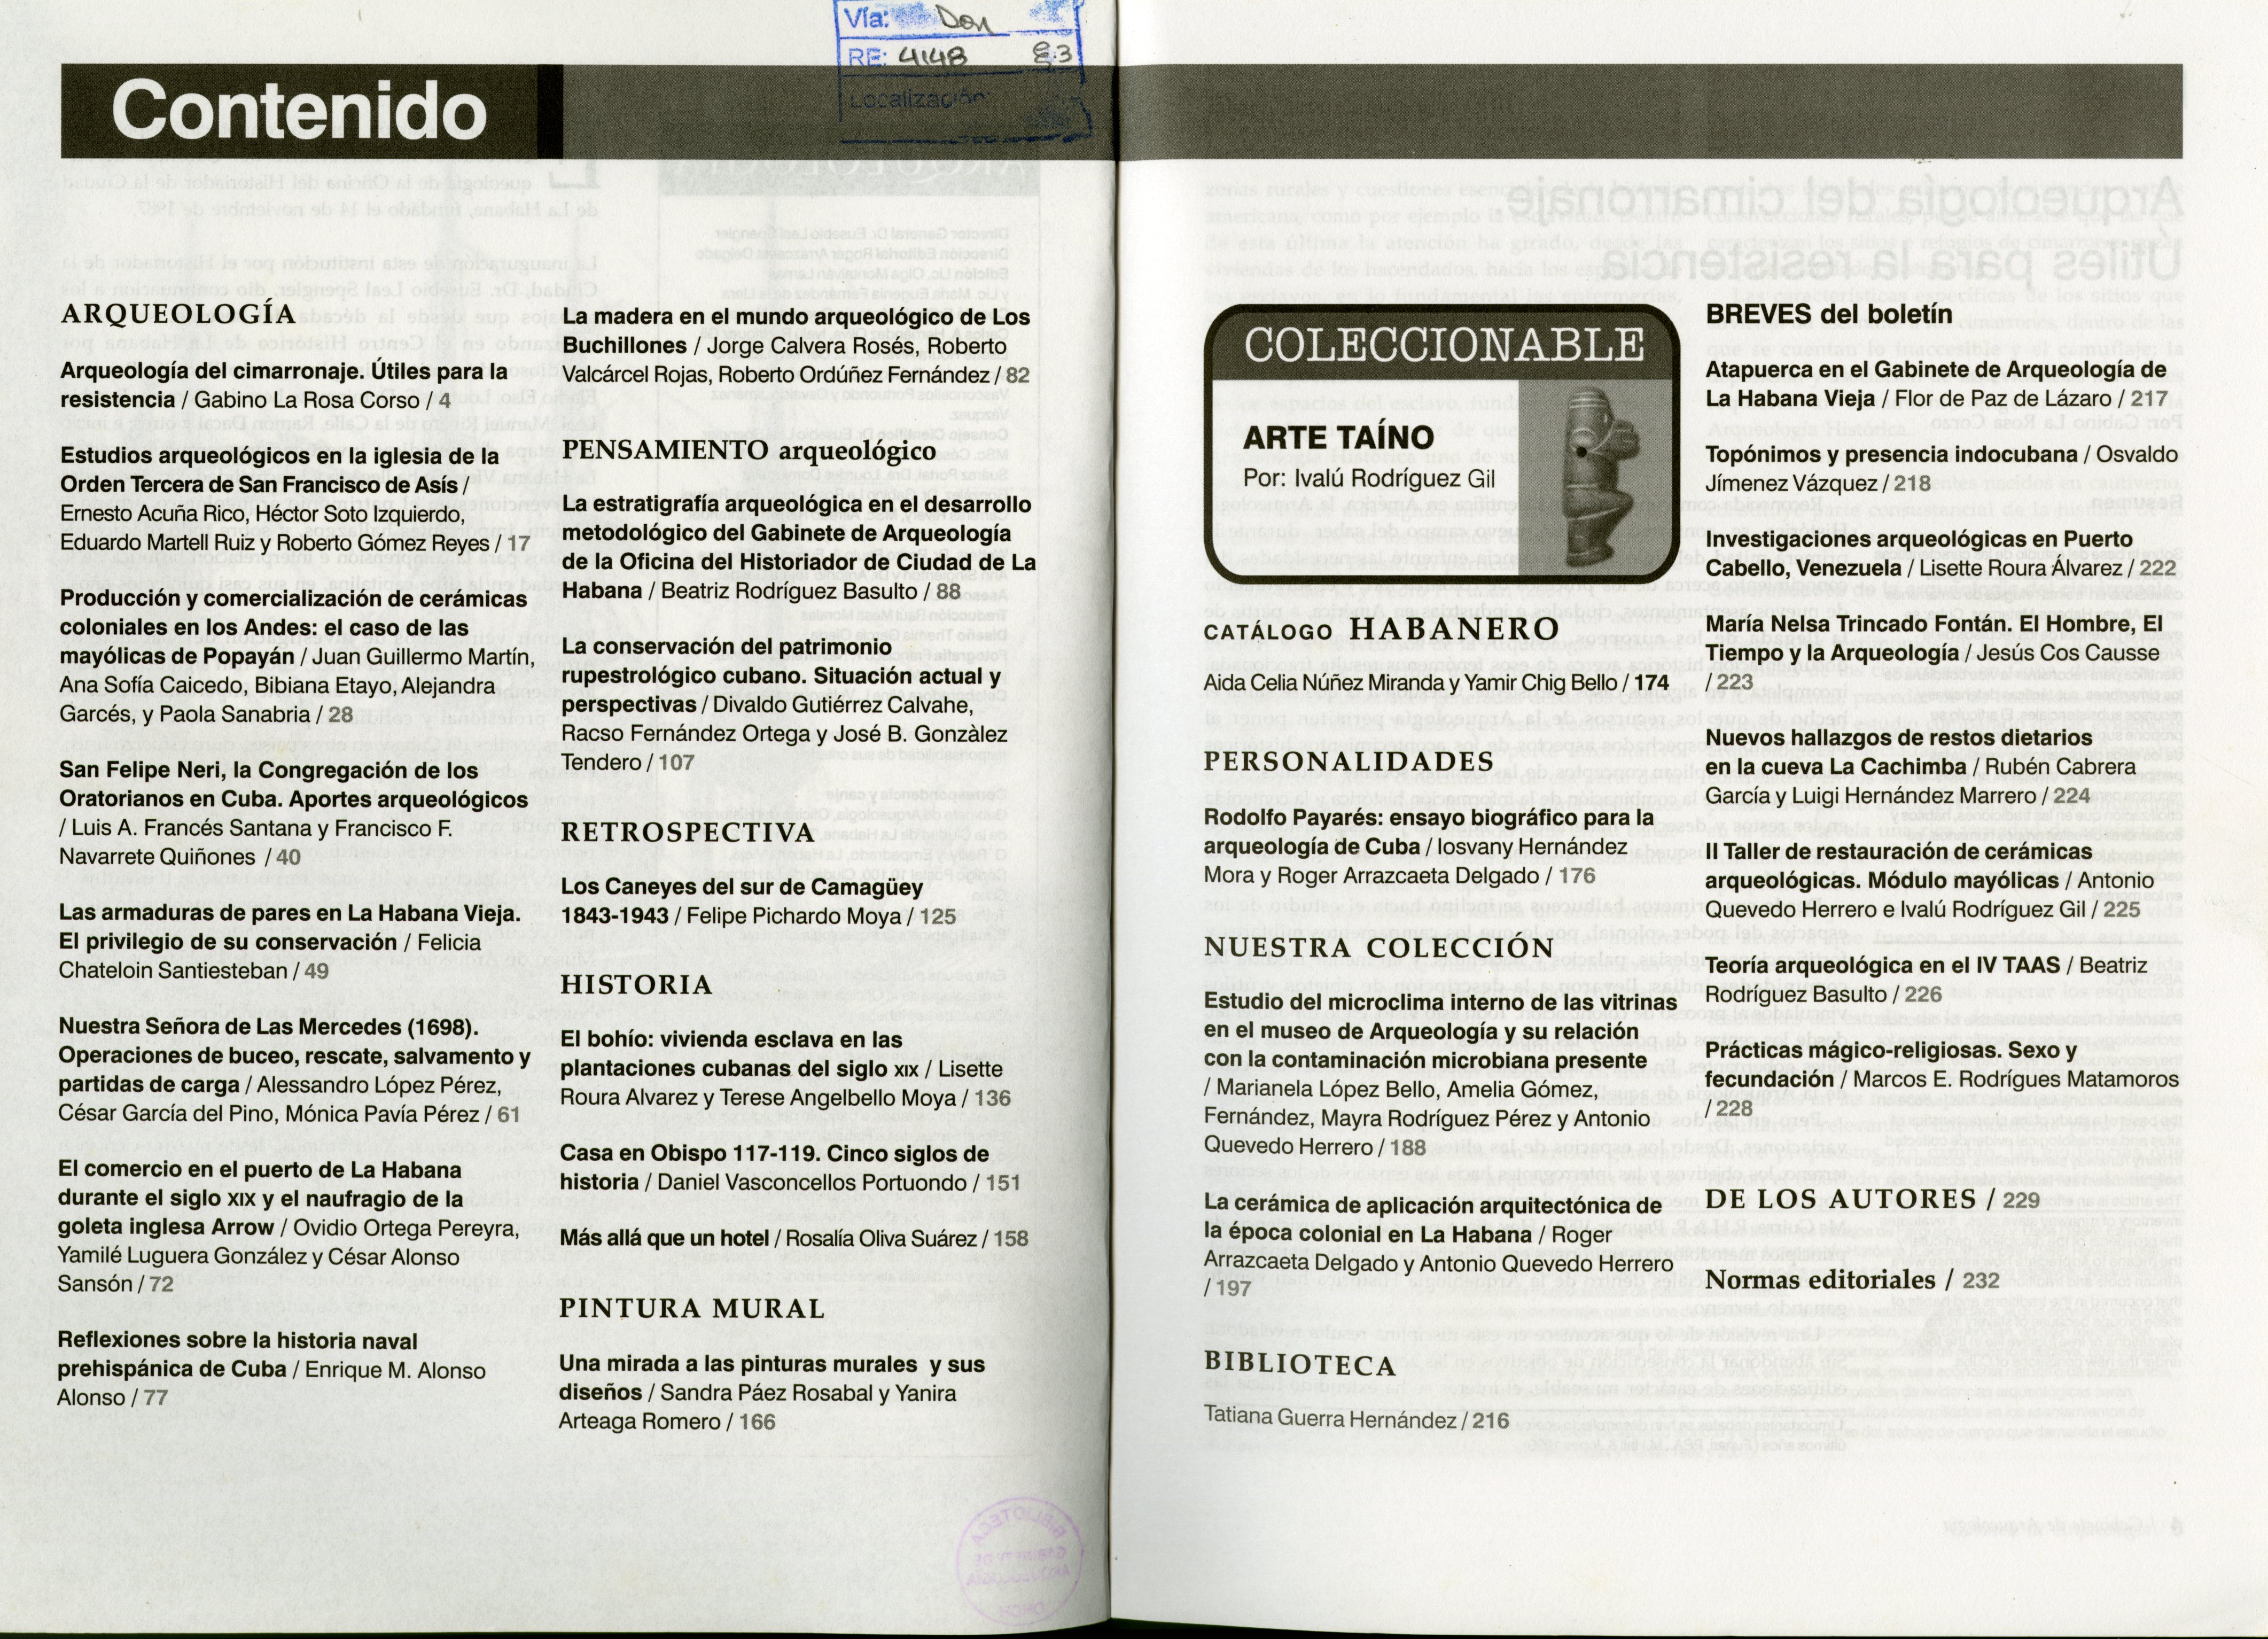 Vía: Don
RE: 4148
Localización:
Contenido
ARQUEOLOGÍA
Arqueología del cimarronaje. Útiles para la
resistencia / Gabino La Rosa Corso / 4
Estudios arqueológicos en la iglesia de la
Orden Tercera de San Francisco de Asís /
Ernesto Acuña Rico, Héctor Soto Izquierdo,
Eduardo Martell Ruiz y Roberto Gómez Reyes / 17
Producción y comercialización de cerámicas
coloniales en los Andes: el caso de las
mayólicas de Popayán / Juan Guillermo Martín,
Ana Sofía Caicedo, Bibiana Etayo, Alejandra
Garcés, y Paola Sanabria / 28
San Felipe Neri, la Congregación de los
Oratorianos en Cuba. Aportes arqueológicos
/ Luis A. Francés Santana y Francisco F.
Navarrete Quiñones / 40
Las armaduras de pares en La Habana Vieja.
El privilegio de su conservación / Felicia
Chateloin Santiesteban / 49
Nuestra Señora de Las Mercedes (1698).
Operaciones de buceo, rescate, salvamento y
partidas de carga / Alessandro López Pérez,
César García del Pino, Mónica Pavía Pérez / 61
El comercio en el puerto de La Habana
durante el siglo XIX y el naufragio de la
goleta inglesa Arrow / Ovidio Ortega Pereyra,
Yamilé Luguera González y César Alonso
Sansón / 72
Reflexiones sobre la historia naval
prehispánica de Cuba / Enrique M. Alonso
Alonso / 77
La madera en el mundo arqueológico de Los
Buchillones / Jorge Calvera Rosés, Roberto
Valcárcel Rojas, Roberto Ordúñez Fernández / 82
PENSAMIENTO arqueológico
La estratigrafía arqueológica en el desarrollo
metodológico del Gabinete de Arqueología
de la Oficina del Historiador de Ciudad de La
Habana / Beatriz Rodríguez Basulto / 88
La conservación del patrimonio
rupestrológico cubano. Situación actual y
perspectivas / Divaldo Gutiérrez Calvahe,
Racso Fernández Ortega y José B. Gonzàlez
Tendero / 107
RETROSPECTIVA
Los Caneyes del sur de Camagüey
1843-1943 / Felipe Pichardo Moya / 125
HISTORIA
El bohío: vivienda esclava en las
plantaciones cubanas del siglo XIX / Lisette
Roura Alvarez y Terese Angelbello Moya / 136
Casa en Obispo 117-119. Cinco siglos de
historia / Daniel Vasconcellos Portuondo / 151
Más allá que un hotel / Rosalía Oliva Suárez / 158
PINTURA MURAL
Una mirada a las pinturas murales y sus
diseños / Sandra Páez Rosabal y Yanira
Arteaga Romero / 166
COLECCIONABLE
ARTE TAÍNO
Por: Ivalú Rodríguez Gil
CATÁLOGO HABANERO
Aida Celia Núñez Miranda y Yamir Chig Bello / 174
PERSONALIDADES
Rodolfo Payarés: ensayo biográfico para la
arqueología de Cuba / Iosvany Hernández
Mora y Roger Arrazcaeta Delgado / 176
NUESTRA COLECCIÓN
Estudio del microclima interno de las vitrinas
en el museo de Arqueología y su relación
con la contaminación microbiana presente
/ Marianela López Bello, Amelia Gómez,
Fernández, Mayra Rodríguez Pérez y Antonio
Quevedo Herrero / 188
La cerámica de aplicación arquitectónica de
la época colonial en La Habana / Roger
Arrazcaeta Delgado y Antonio Quevedo Herrero
/ 197
BIBLIOTECA
Tatiana Guerra Hernández / 216
BREVES del boletín
Atapuerca en el Gabinete de Arqueología de
La Habana Vieja / Flor de Paz de Lázaro / 217
Topónimos y presencia indocubana / Osvaldo
Jímenez Vázquez / 218
Investigaciones arqueológicas en Puerto
Cabello, Venezuela / Lisette Roura Álvarez / 222
María Nelsa Trincado Fontán. El Hombre, El
Tiempo y la Arqueología / Jesús Cos Causse
/ 223
Nuevos hallazgos de restos dietarios
en la cueva La Cachimba / Rubén Cabrera
García y Luigi Hernández Marrero / 224
II Taller de restauración de cerámicas
arqueológicas. Módulo mayólicas / Antonio
Quevedo Herrero e Ivalú Rodríguez Gil / 225
Teoría arqueológica en el IV TAAS / Beatriz
Rodríguez Basulto / 226
Prácticas mágico-religiosas. Sexo y
fecundación / Marcos E. Rodrígues Matamoros
/ 228
DE LOS AUTORES / 229
Normas editoriales / 232